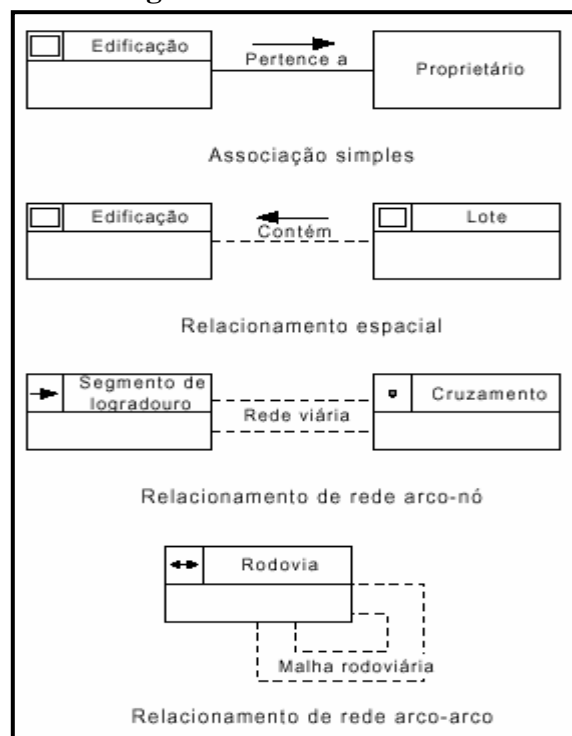 Edificação
Pertence a
Proprietário
Associação simples
Edificação
Contém
Lote
Relacionamento espacial
Segmento de
logradouro
Rede viária
Cruzamento
Relacionamento de rede arco-nó
Rodovia
Malha rodoviária
Relacionamento de rede arco-arco